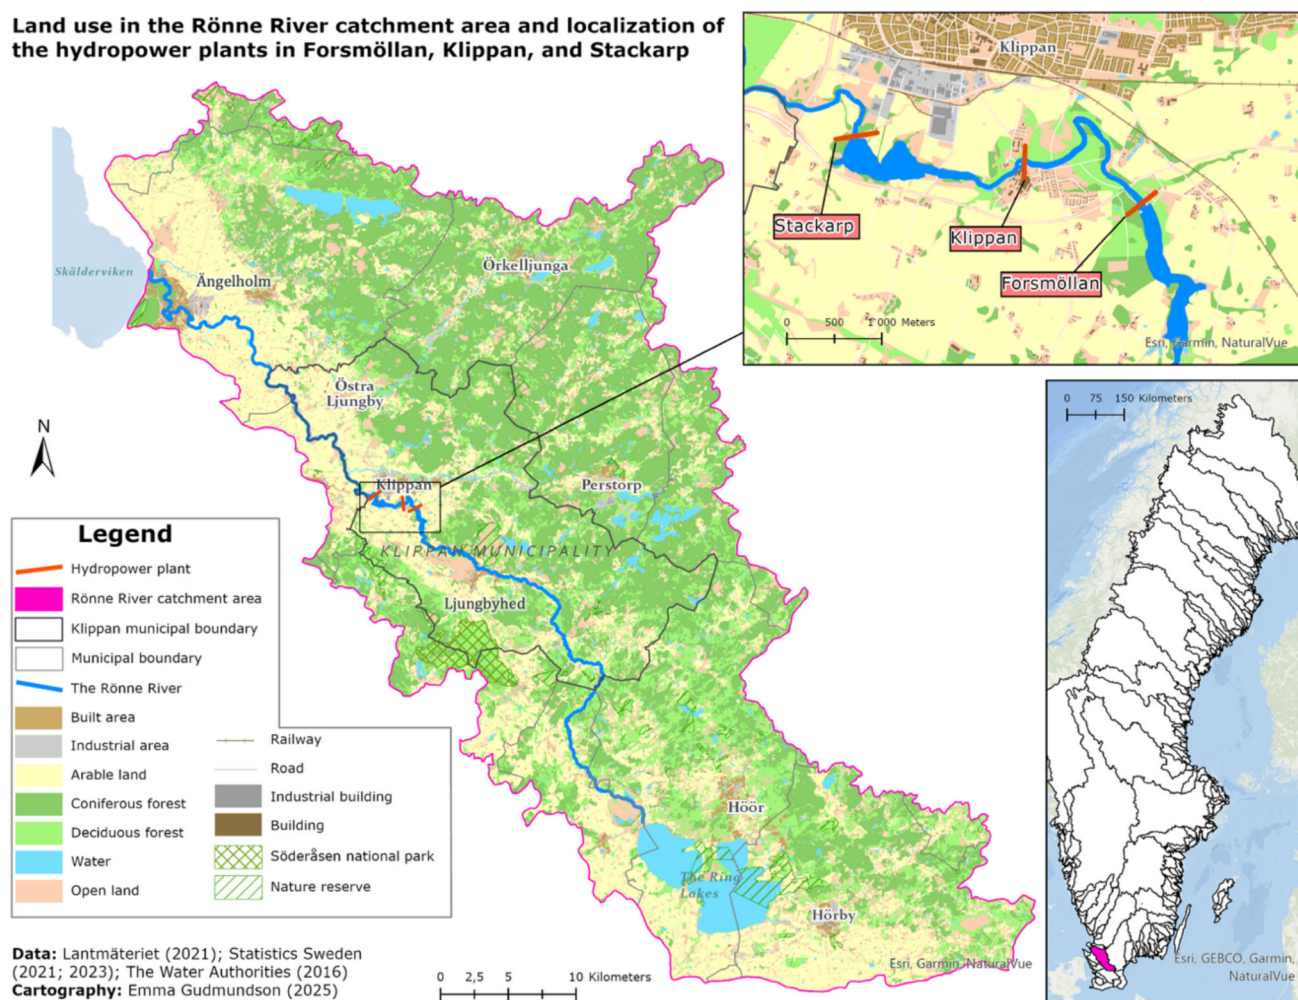 Land use in the Rönne River catchment area and localization of
the hydropower plants in Forsmöllan, Klippan, and Stackarp
Klippan
Stackarp
Klippan
Forsmöllan
0 500 1 000 Meters
Esri, Garmin, NaturalVue
Skälderviken
Ängelholm
Örkelljunga
Östra
Ljungby
Klippan
Perstorp
KLIPPAN MUNICIPALITY
Ljungbyhed
Höör
The Ring
Lakes
Hörby
Esri, Garmin, NaturalVue
N
0 75 150 Kilometers
Esri, GEBCO, Garmin,
NaturalVue
Legend
Hydropower plant
Rönne River catchment area
Klippan municipal boundary
Municipal boundary
The Rönne River
Built area
Industrial area
Arable land
Coniferous forest
Deciduous forest
Water
Open land
Railway
Road
Industrial building
Building
Söderåsen national park
Nature reserve
Data: Lantmäteriet (2021); Statistics Sweden
(2021; 2023); The Water Authorities (2016)
Cartography: Emma Gudmundson (2025)
0 2,5 5 10 Kilometers